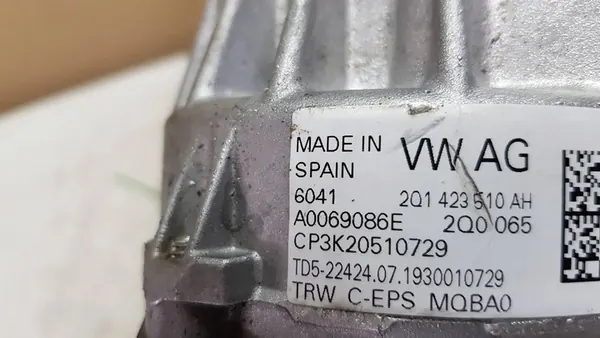 MADE IN VW AG
SPAIN
6041 2Q1 423 510 AH
A0069086E 2Q0 065
CP3K20510729
TD5-22424.07.1930010729
TRW C-EPS MQBA0